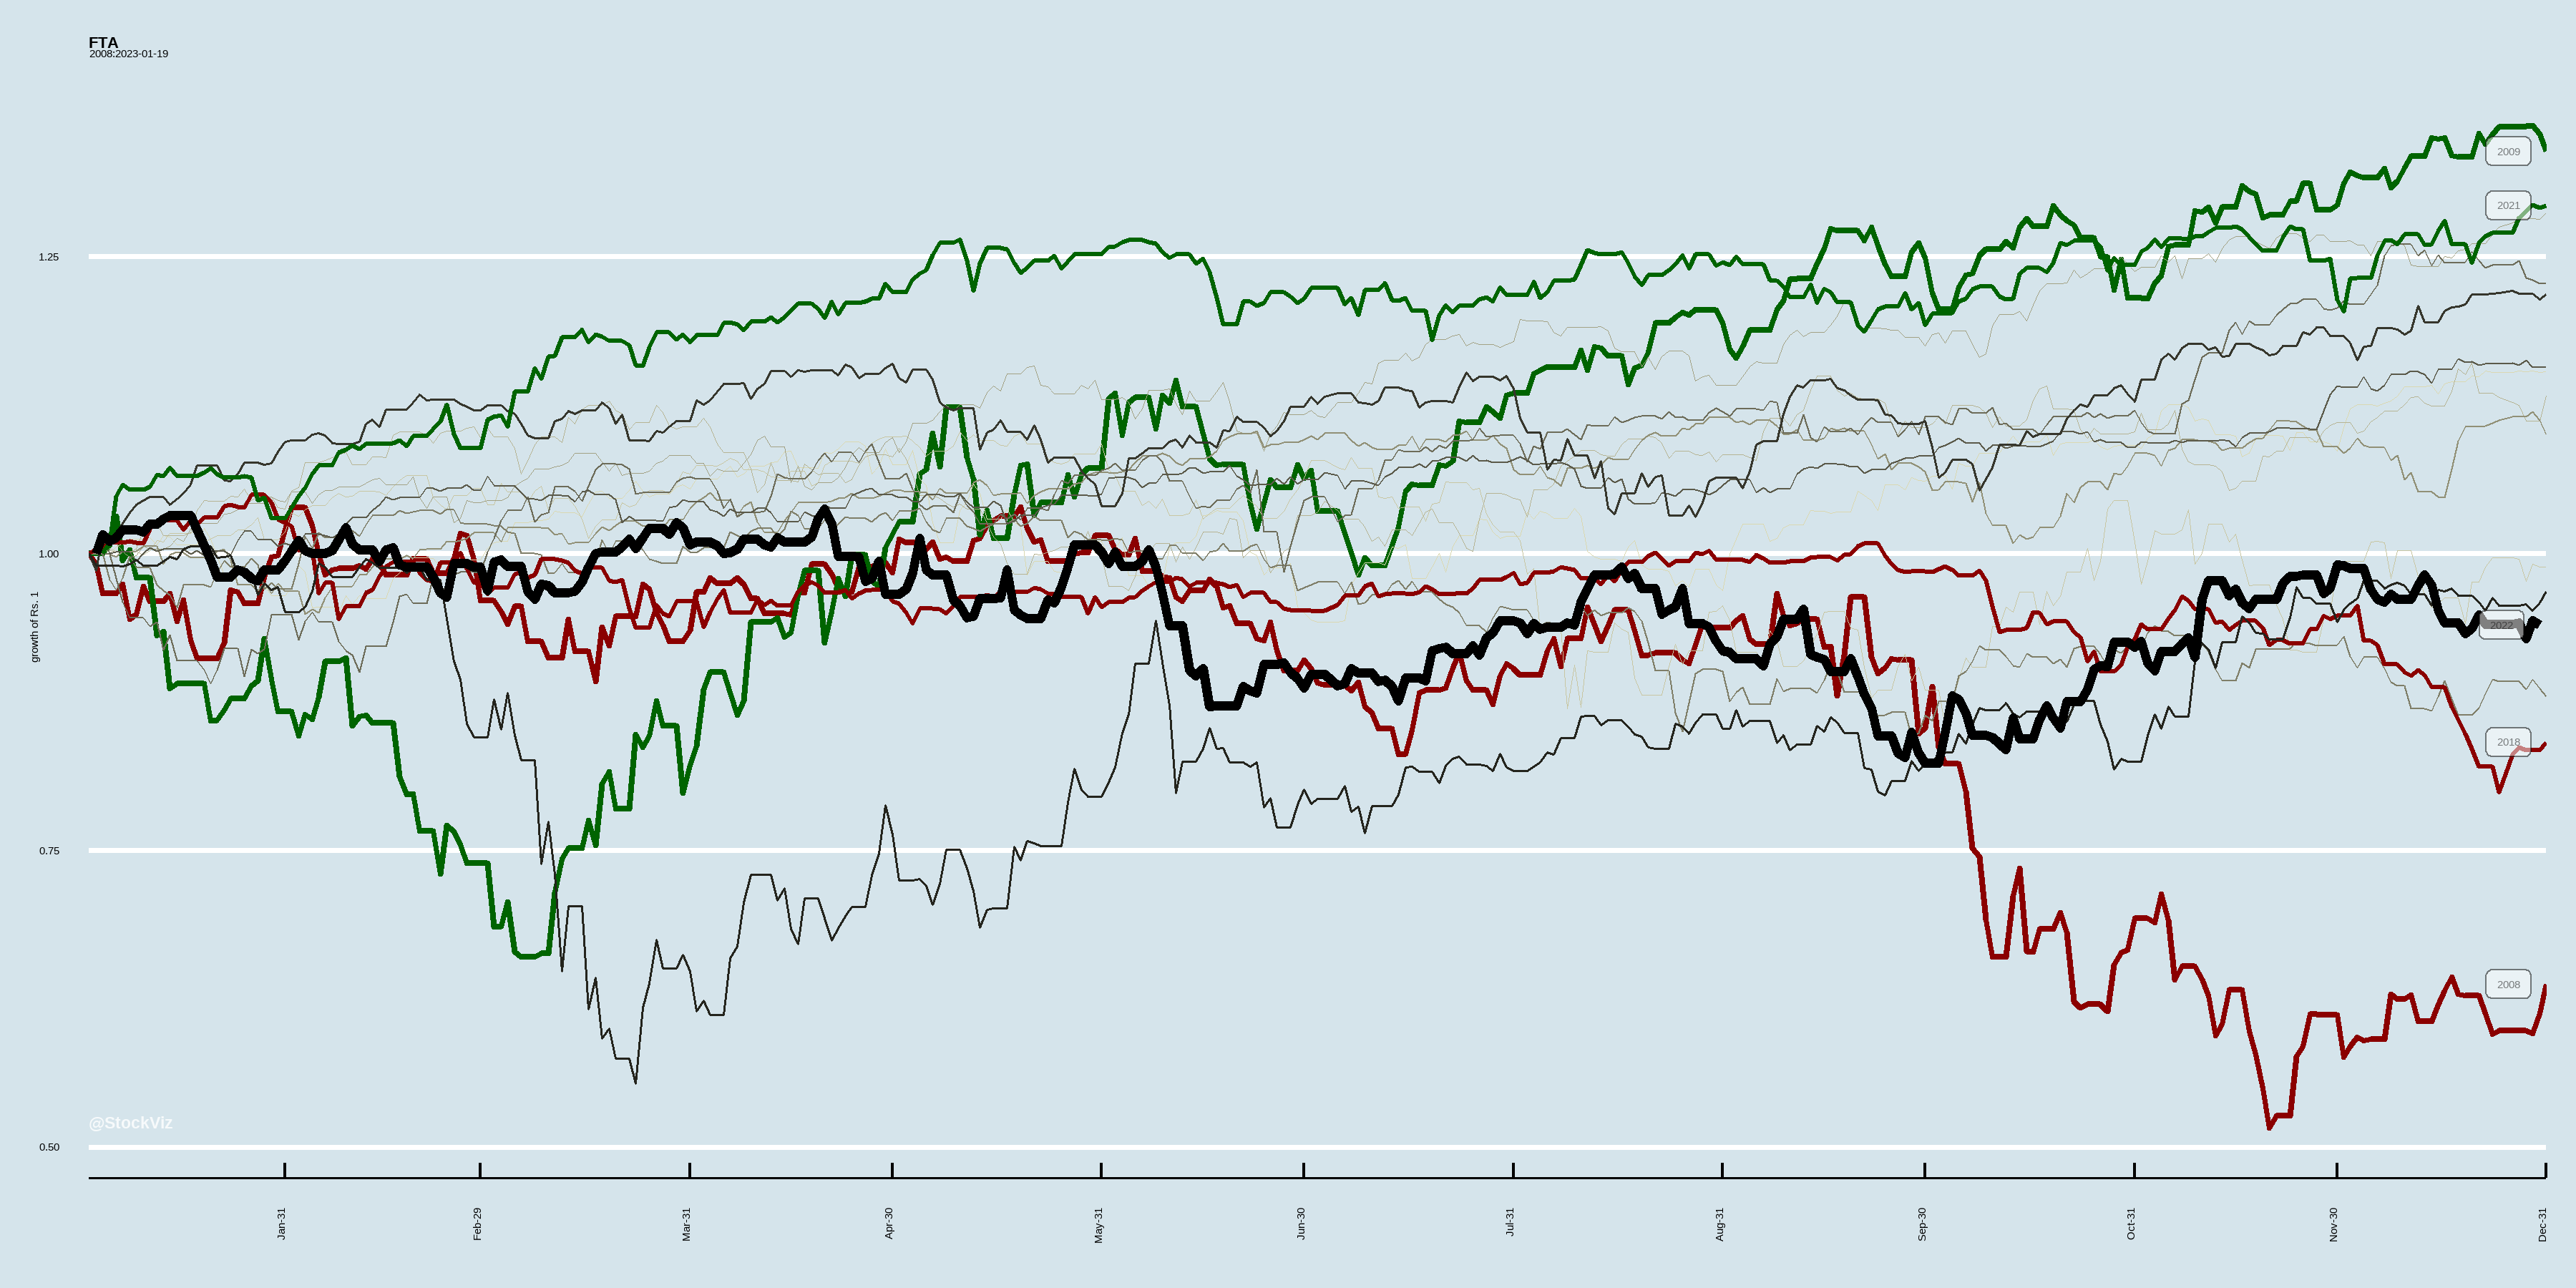 FTA
2008:2023-01-19
2009
2021
1.25
1.00
growth of Rs. 1
2022
2018
0.75
2008
@StockViz
0.50
Jan-31
Feb-29
Mar-31
Apr-30
May-31
Jun-30
Jul-31
Aug-31
Sep-30
Oct-31
Nov-30
Dec-31